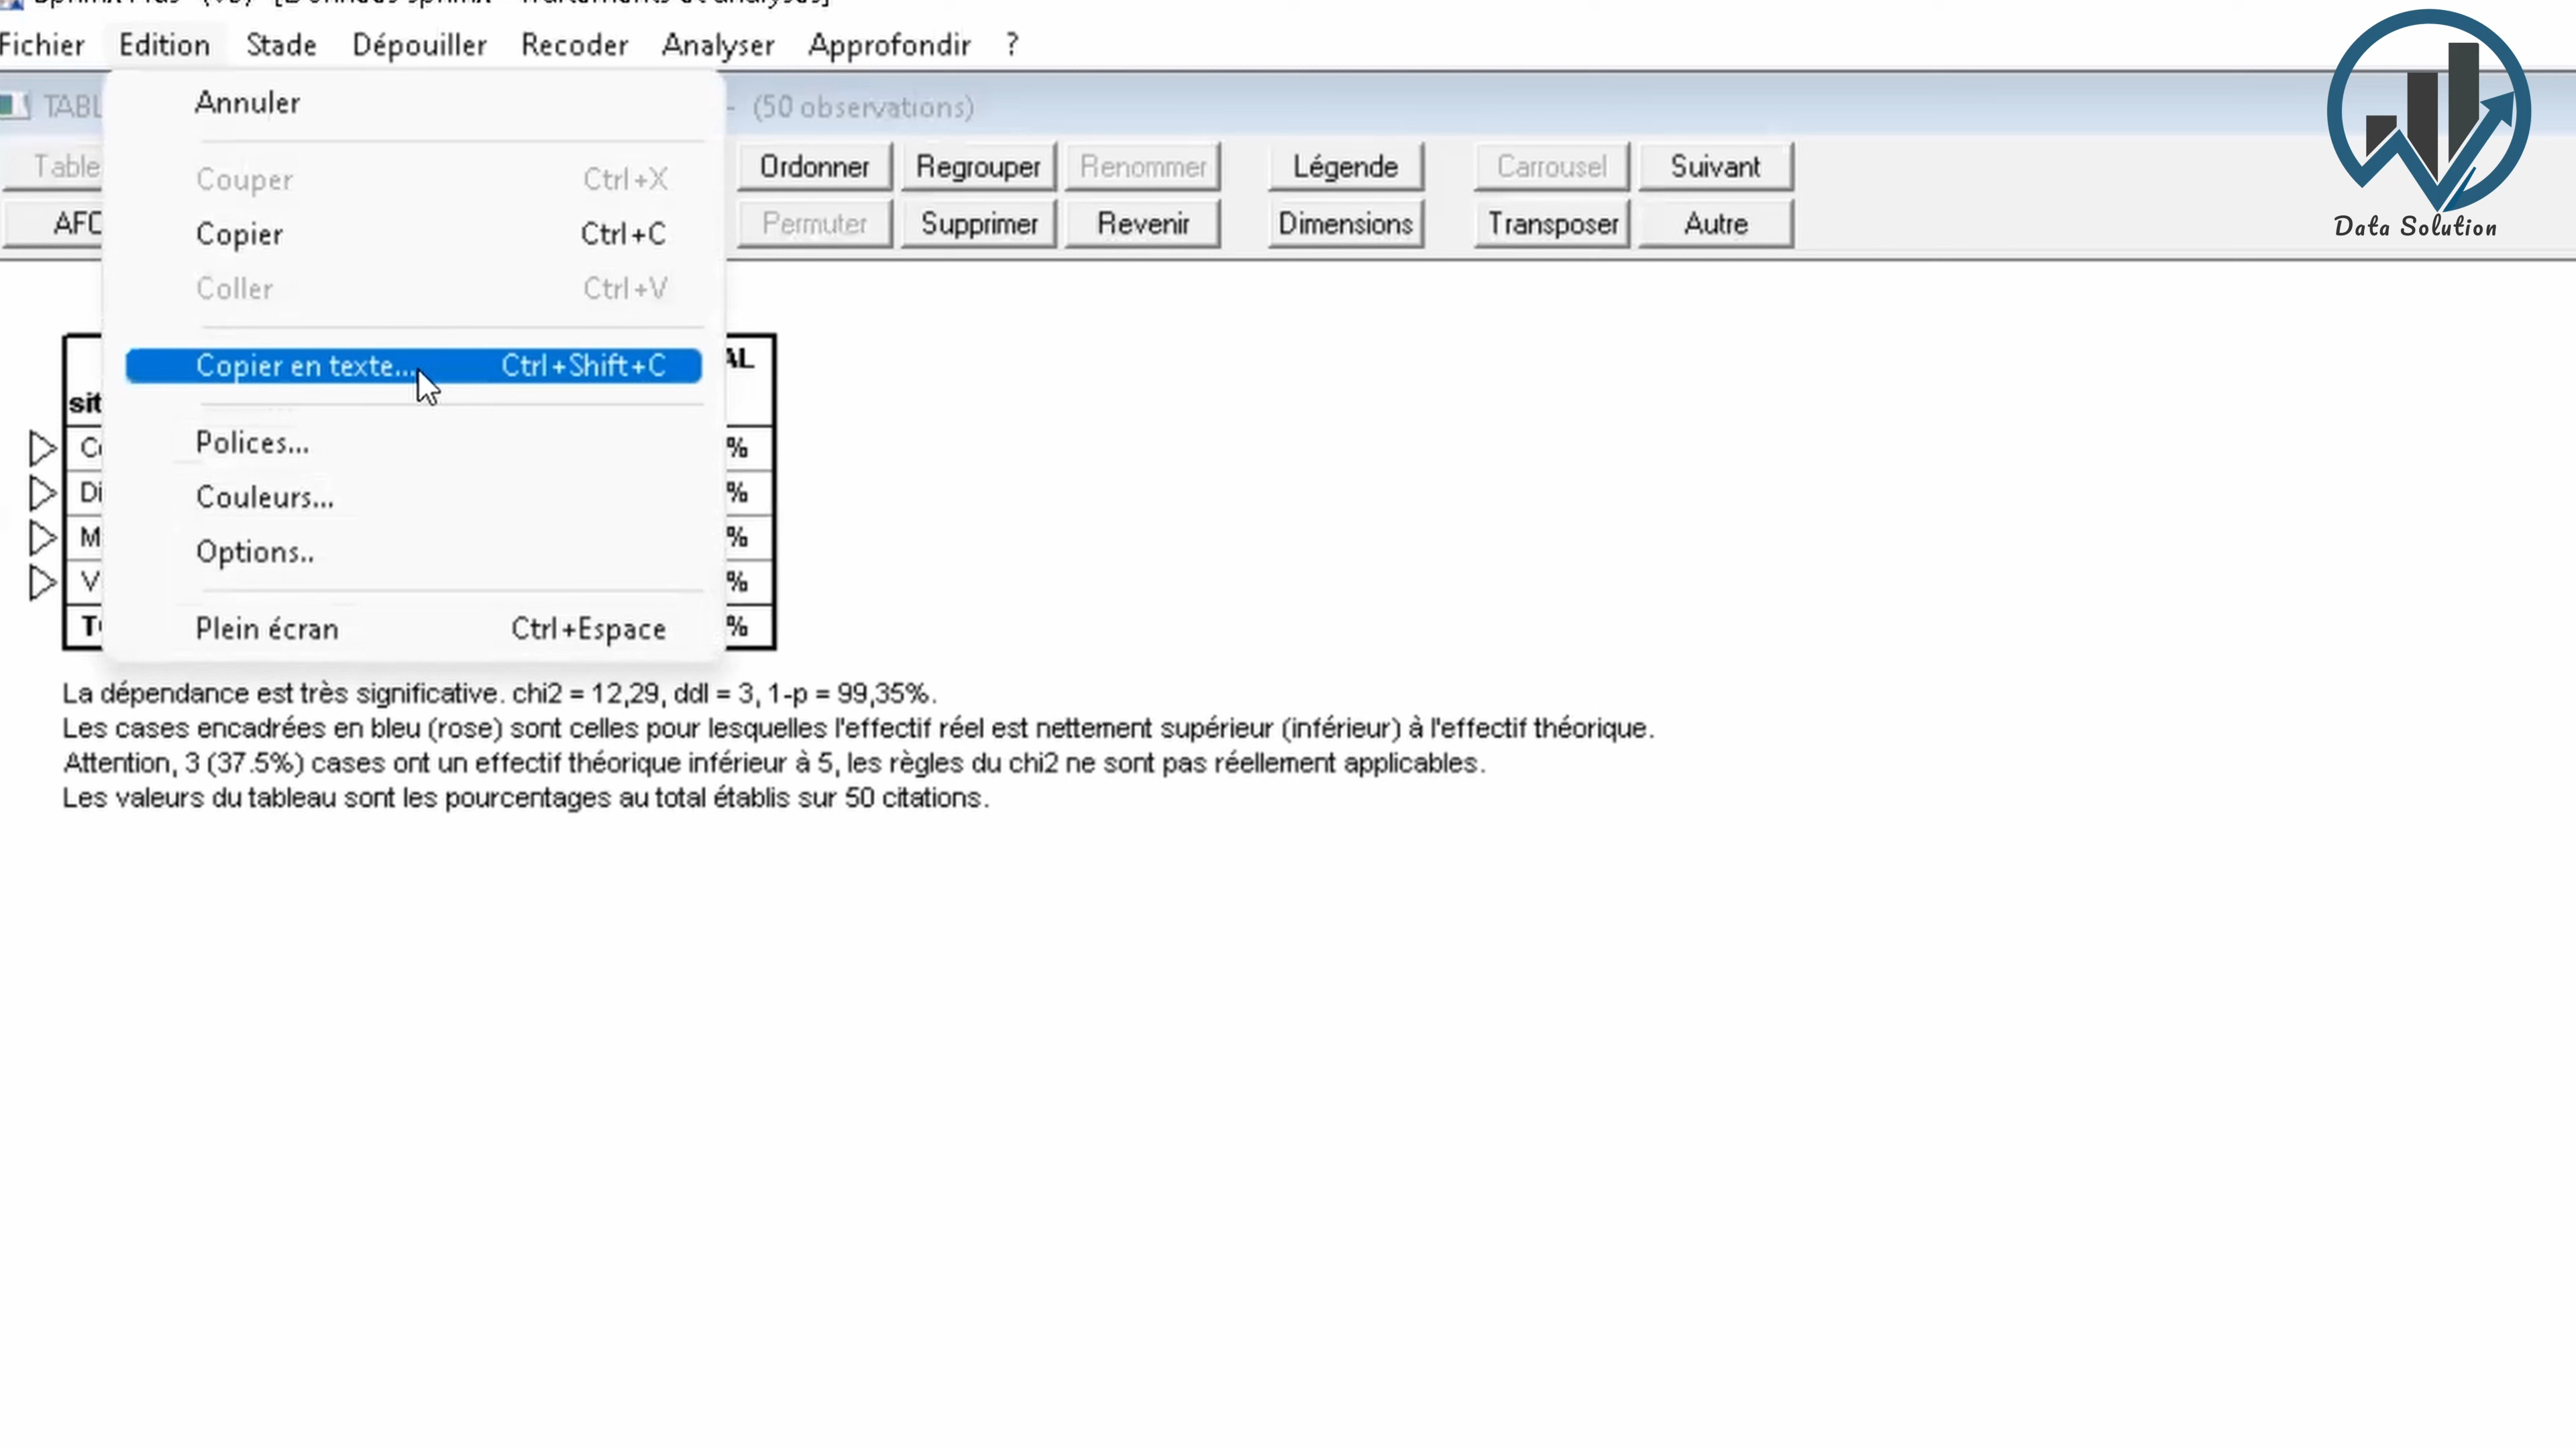 Fichier Edition Stade Dépouiller Recoder Analyser Approfondir ?
Annuler
Couper Ctrl+X
Copier Ctrl+C
Coller Ctrl+V
Copier en texte... Ctrl+Shift+C
Polices...
Couleurs...
Options..
Plein écran Ctrl+Espace
TABL - (50 observations)
Table Ordonner Regrouper Renommer Légende Carrousel Suivant
AFC Permuter Supprimer Revenir Dimensions Transposer Autre
AL
sit
C %
Di %
M %
V %
T %
La dépendance est très significative. chi2 = 12,29, ddl = 3, 1-p = 99,35%.
Les cases encadrées en bleu (rose) sont celles pour lesquelles l'effectif réel est nettement supérieur (inférieur) à l'effectif théorique.
Attention, 3 (37.5%) cases ont un effectif théorique inférieur à 5, les règles du chi2 ne sont pas réellement applicables.
Les valeurs du tableau sont les pourcentages au total établis sur 50 citations.
Data Solution